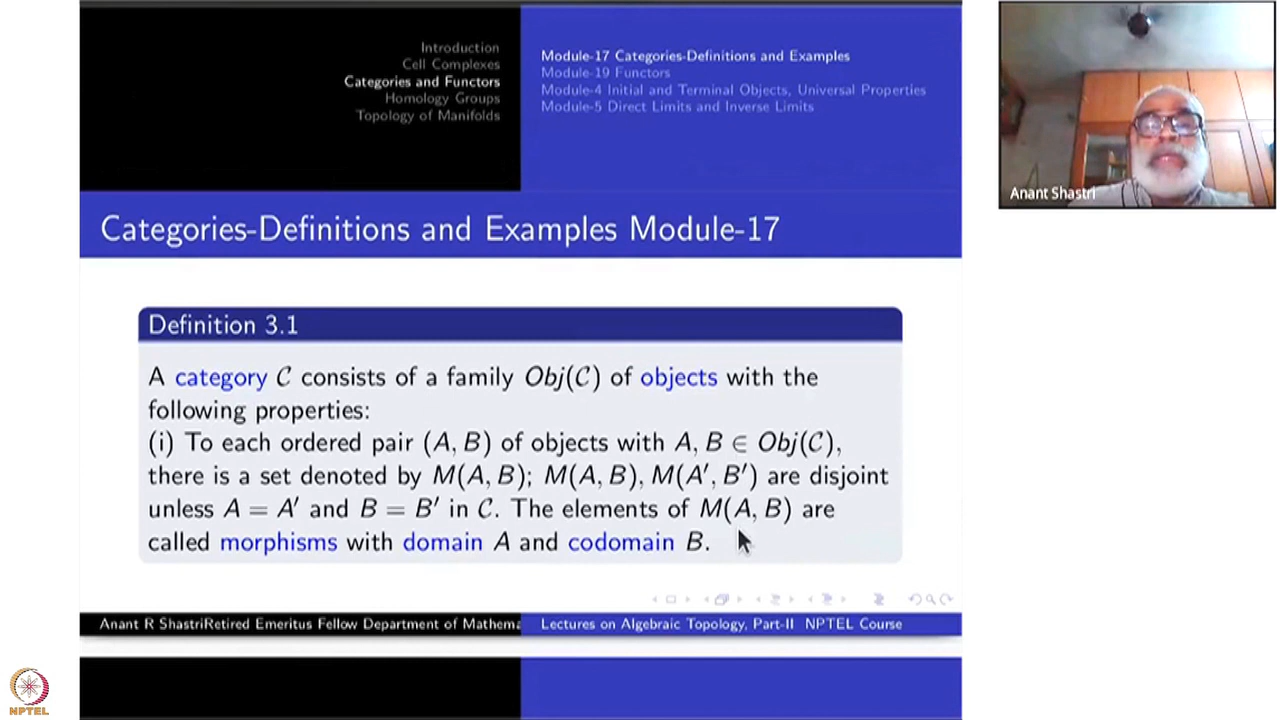 Introduction
Cell Complexes
Categories and Functors
Homology Groups
Topology of Manifolds
Module-17 Categories-Definitions and Examples
Module-19 Functors
Module-4 Initial and Terminal Objects, Universal Properties
Module-5 Direct Limits and Inverse Limits
Anant Shastri
Categories-Definitions and Examples Module-17
Definition 3.1
A category 𝒞 consists of a family Obj(𝒞) of objects with the
following properties:
(i) To each ordered pair (A, B) of objects with A, B ∈ Obj(𝒞),
there is a set denoted by M(A, B); M(A, B), M(A′, B′) are disjoint
unless A = A′ and B = B′ in 𝒞. The elements of M(A, B) are
called morphisms with domain A and codomain B.
Anant R ShastriRetired Emeritus Fellow Department of Mathema
Lectures on Algebraic Topology, Part-II NPTEL Course
NPTEL